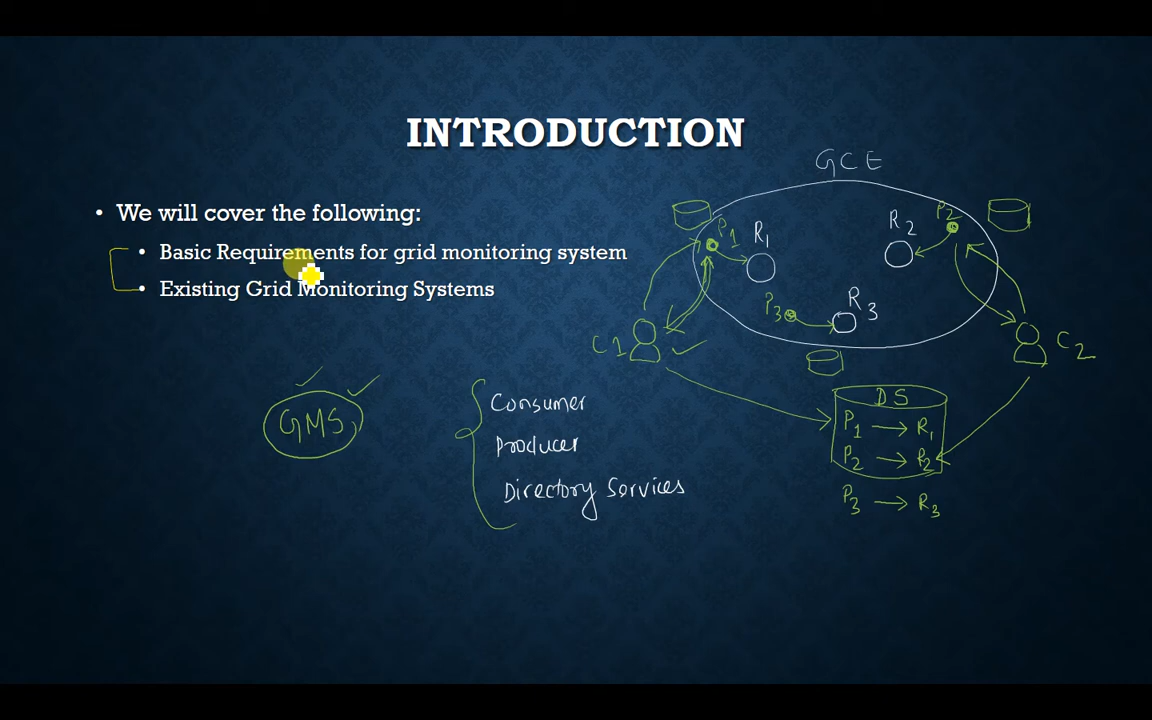 INTRODUCTION
• We will cover the following:
• Basic Requirements for grid monitoring system
• Existing Grid Monitoring Systems
GMS
Consumer
Producer
Directory Services
GCE
P1
R1
R2
P2
P3
R3
C1
C2
DS
P1 → R1
P2 → R2
P3 → R3